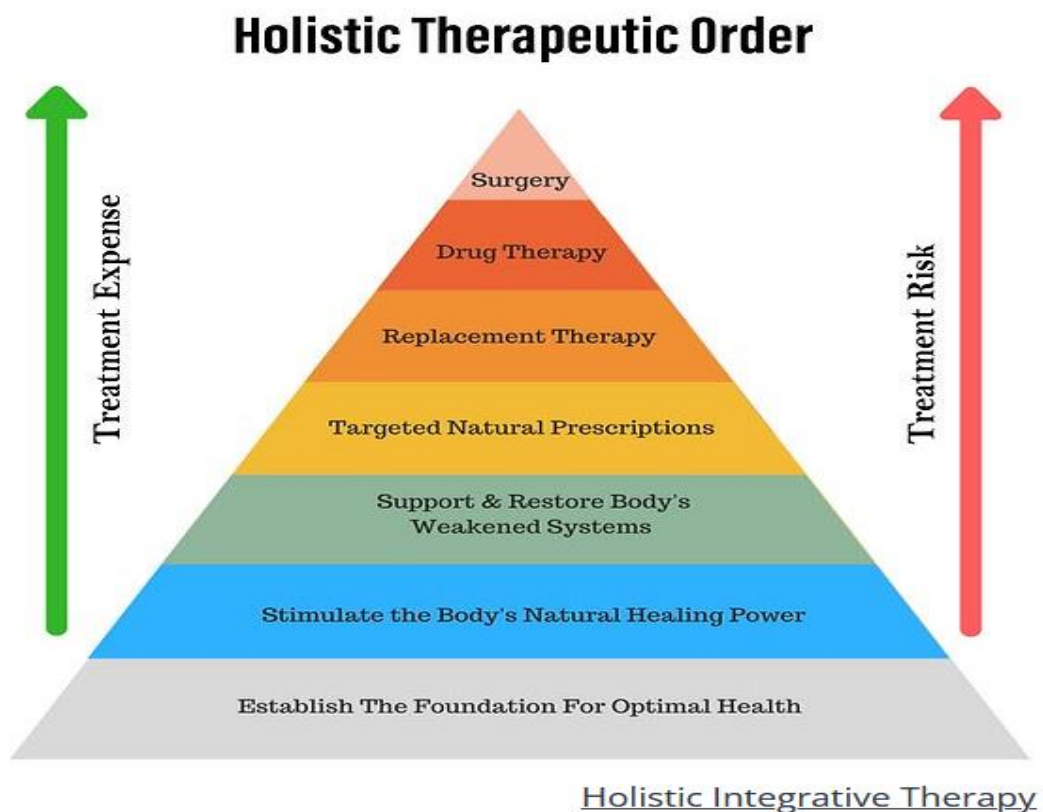 Holistic Therapeutic Order
Treatment Expense
Treatment Risk
Surgery
Drug Therapy
Replacement Therapy
Targeted Natural Prescriptions
Support & Restore Body's
Weakened Systems
Stimulate the Body's Natural Healing Power
Establish The Foundation For Optimal Health
Holistic Integrative Therapy